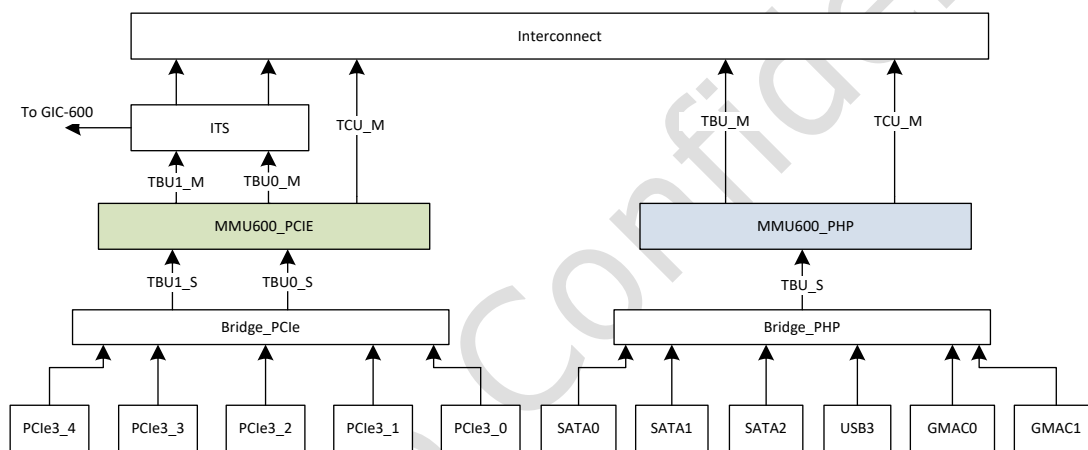 Interconnect
To GIC-600
ITS
TCU_M
TBU_M
TCU_M
TBU1_M
TBU0_M
MMU600_PCIE
MMU600_PHP
TBU1_S
TBU0_S
TBU_S
Bridge_PCIe
Bridge_PHP
PCIe3_4
PCIe3_3
PCIe3_2
PCIe3_1
PCIe3_0
SATA0
SATA1
SATA2
USB3
GMAC0
GMAC1